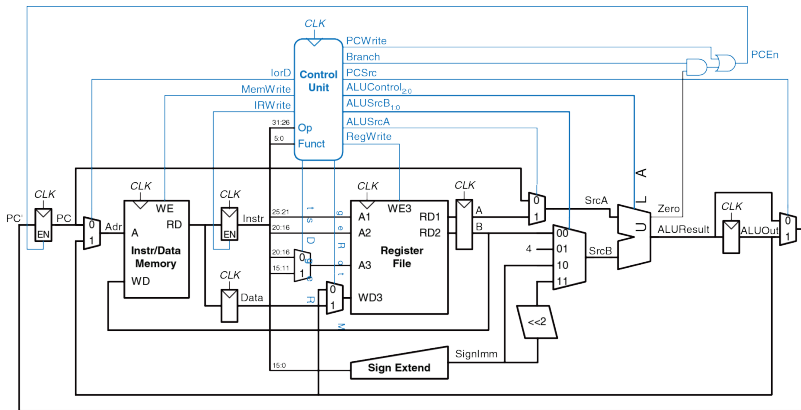 CLK
PCWrite
Branch
PCEn
IorD
Control
Unit
PCSrc
MemWrite
ALUControl2:0
IRWrite
ALUSrcB1:0
31:26
Op
ALUSrcA
5:0
Funct
RegWrite
CLK
CLK
CLK
CLK
CLK
WE
WE3
0
1
SrcA
A
L
U
Zero
CLK
PC'
EN
PC
0
1
Adr
A
RD
Instr/Data
Memory
WD
EN
Instr
25:21
20:16
A1
A2
RD1
RD2
A
B
00
01
10
11
4
SrcB
ALUResult
ALUOut
0
1
20:16
15:11
0
1
A3
Register
File
RegDst
MemtoReg
CLK
Data
0
1
WD3
<<2
SignImm
15:0
Sign Extend